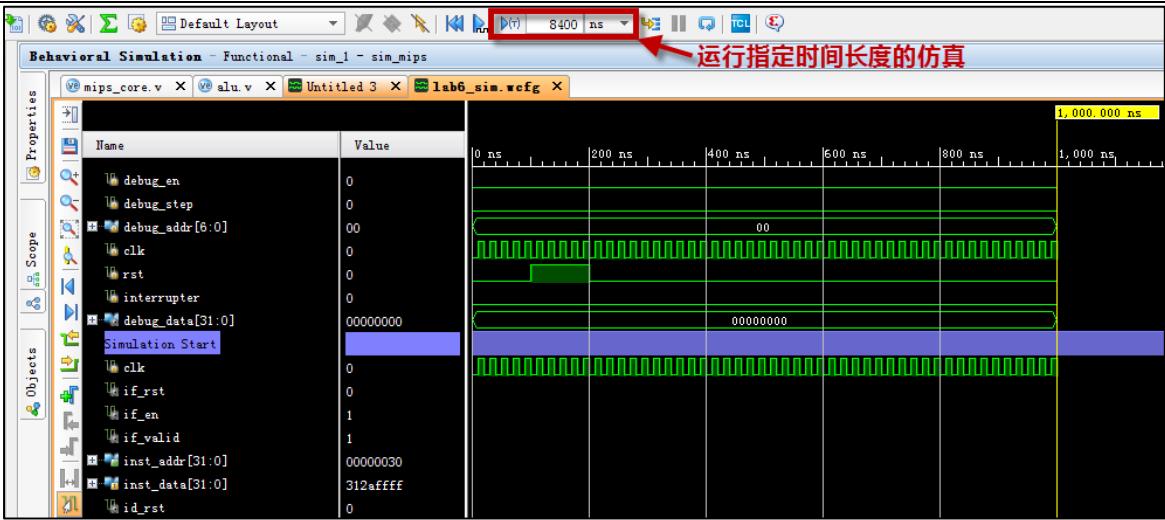 Default Layout 8400 ns TCL
运行指定时间长度的仿真
Behavioral Simulation - Functional - sim_1 - sim_mips
mips_core.v X alu.v X Untitled 3 X lab6_sim.wcfg X
Properties
Scope
Objects
1,000.000 ns
Name Value
0 ns 200 ns 400 ns 600 ns 800 ns 1,000 ns
debug_en 0
debug_step 0
debug_addr[6:0] 00 00
clk 0
rst 0
interrupter 0
debug_data[31:0] 00000000 00000000
Simulation Start
clk 0
if_rst 0
if_en 1
if_valid 1
inst_addr[31:0] 00000030
inst_data[31:0] 312affff
id_rst 0